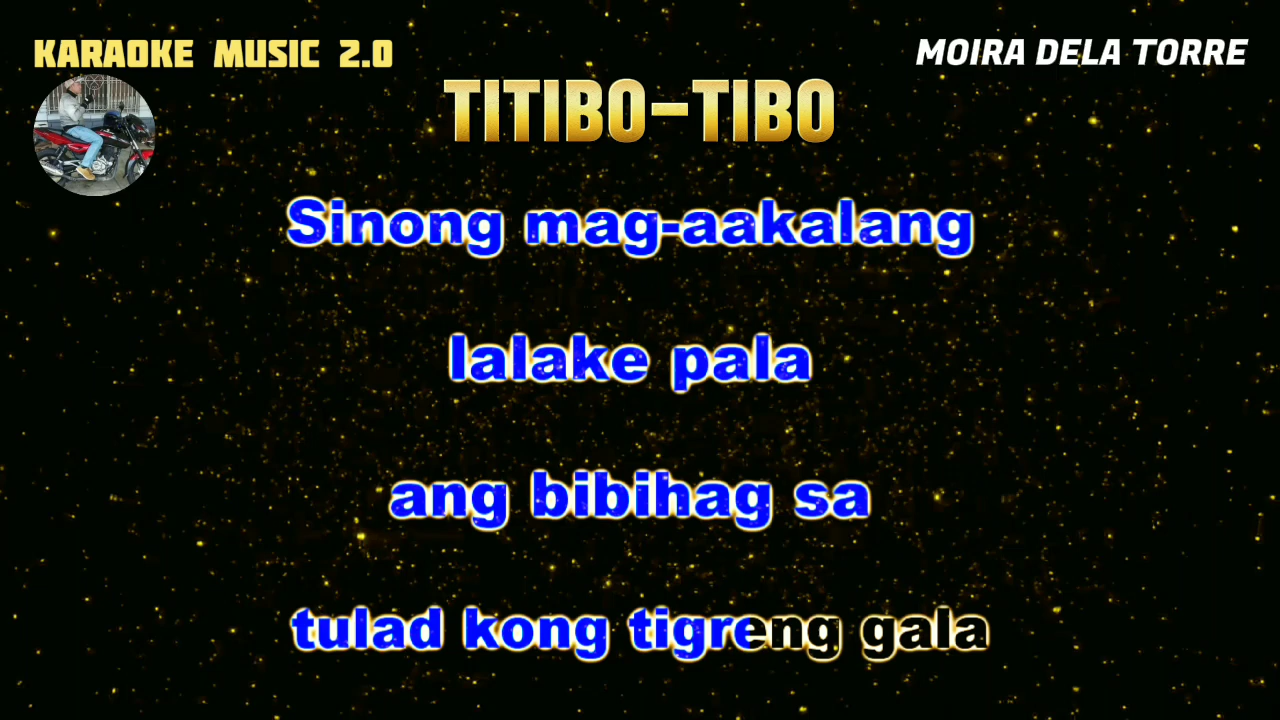 KARAOKE MUSIC 2.0
MOIRA DELA TORRE
TITIBO-TIBO
Sinong mag-aakalang
lalake pala
ang bibihag sa
tulad kong tigreng gala